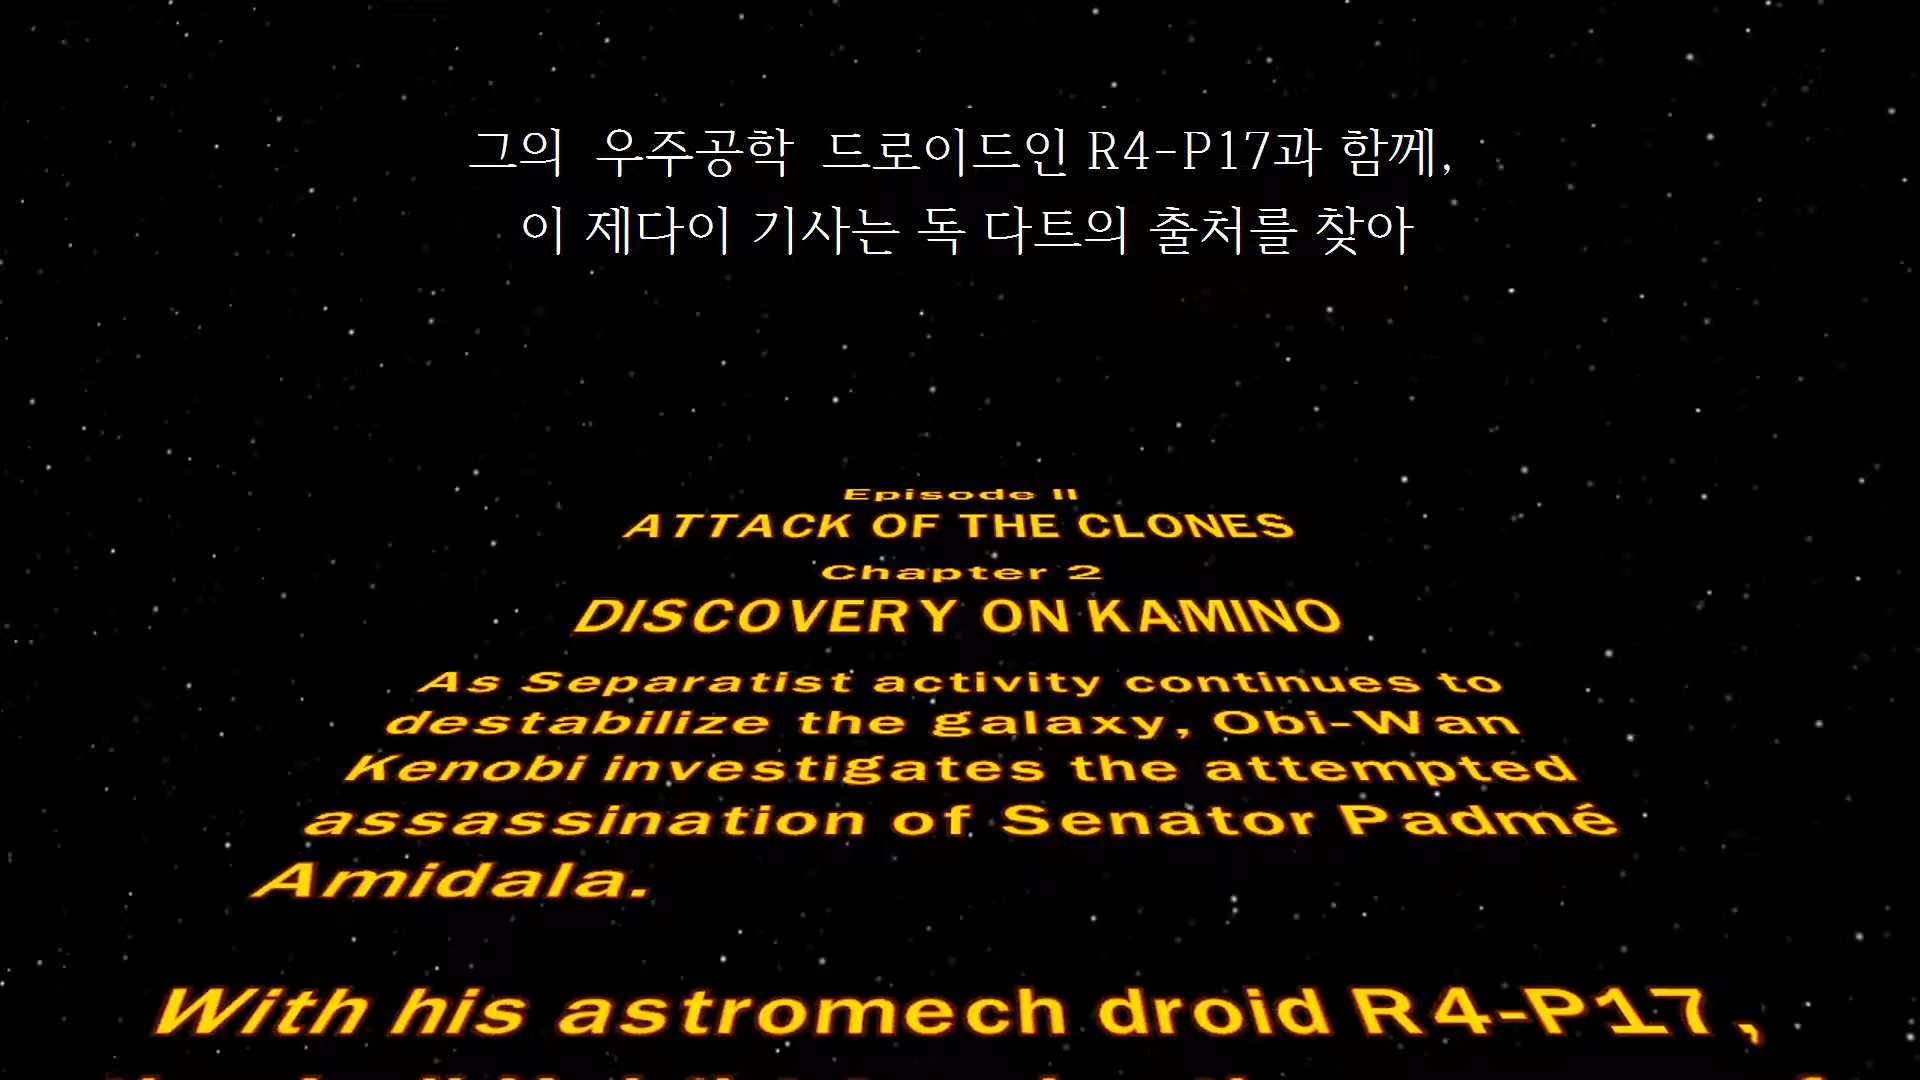 그의 우주공학 드로이드인 R4-P17과 함께,
이 제다이 기사는 독 다트의 출처를 찾아
Episode II
ATTACK OF THE CLONES
Chapter 2
DISCOVERY ON KAMINO
As Separatist activity continues to
destabilize the galaxy, Obi-Wan
Kenobi investigates the attempted
assassination of Senator Padmé
Amidala.
With his astromech droid R4-P17,